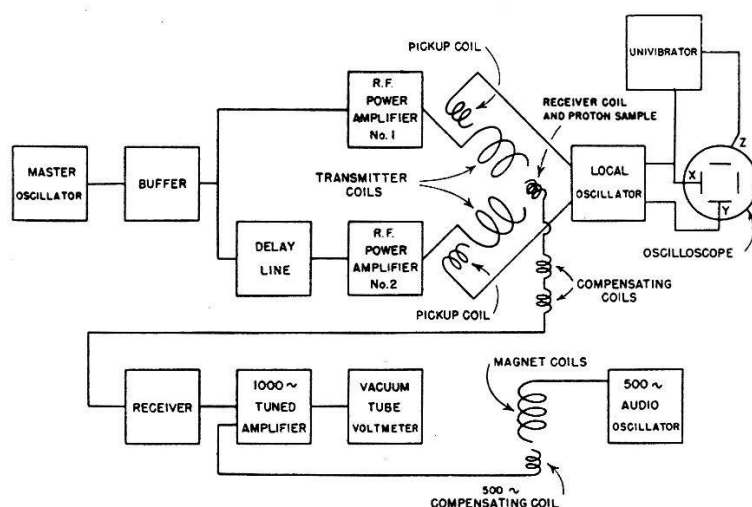 PICKUP COIL
UNIVIBRATOR
R.F.
POWER
AMPLIFIER
No. 1
RECEIVER COIL
AND PROTON SAMPLE
Z
MASTER
OSCILLATOR
BUFFER
TRANSMITTER
COILS
LOCAL
OSCILLATOR
X
Y
DELAY
LINE
R.F.
POWER
AMPLIFIER
No.2
OSCILLOSCOPE
COMPENSATING
COILS
PICKUP COIL
MAGNET COILS
RECEIVER
1000 ~
TUNED
AMPLIFIER
VACUUM
TUBE
VOLTMETER
500 ~
AUDIO
OSCILLATOR
500 ~
COMPENSATING COIL